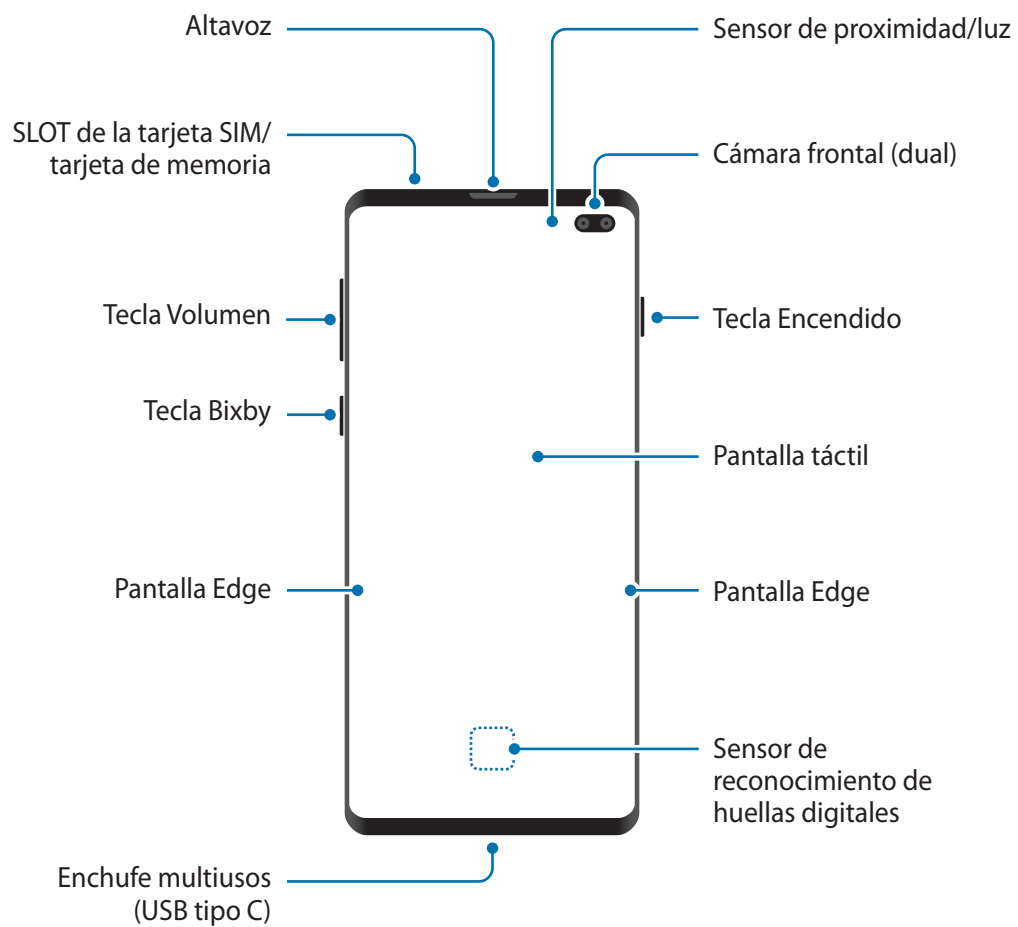 Altavoz
SLOT de la tarjeta SIM/
tarjeta de memoria
Tecla Volumen
Tecla Bixby
Pantalla Edge
Enchufe multiusos
(USB tipo C)
Sensor de proximidad/luz
Cámara frontal (dual)
Tecla Encendido
Pantalla táctil
Pantalla Edge
Sensor de
reconocimiento de
huellas digitales